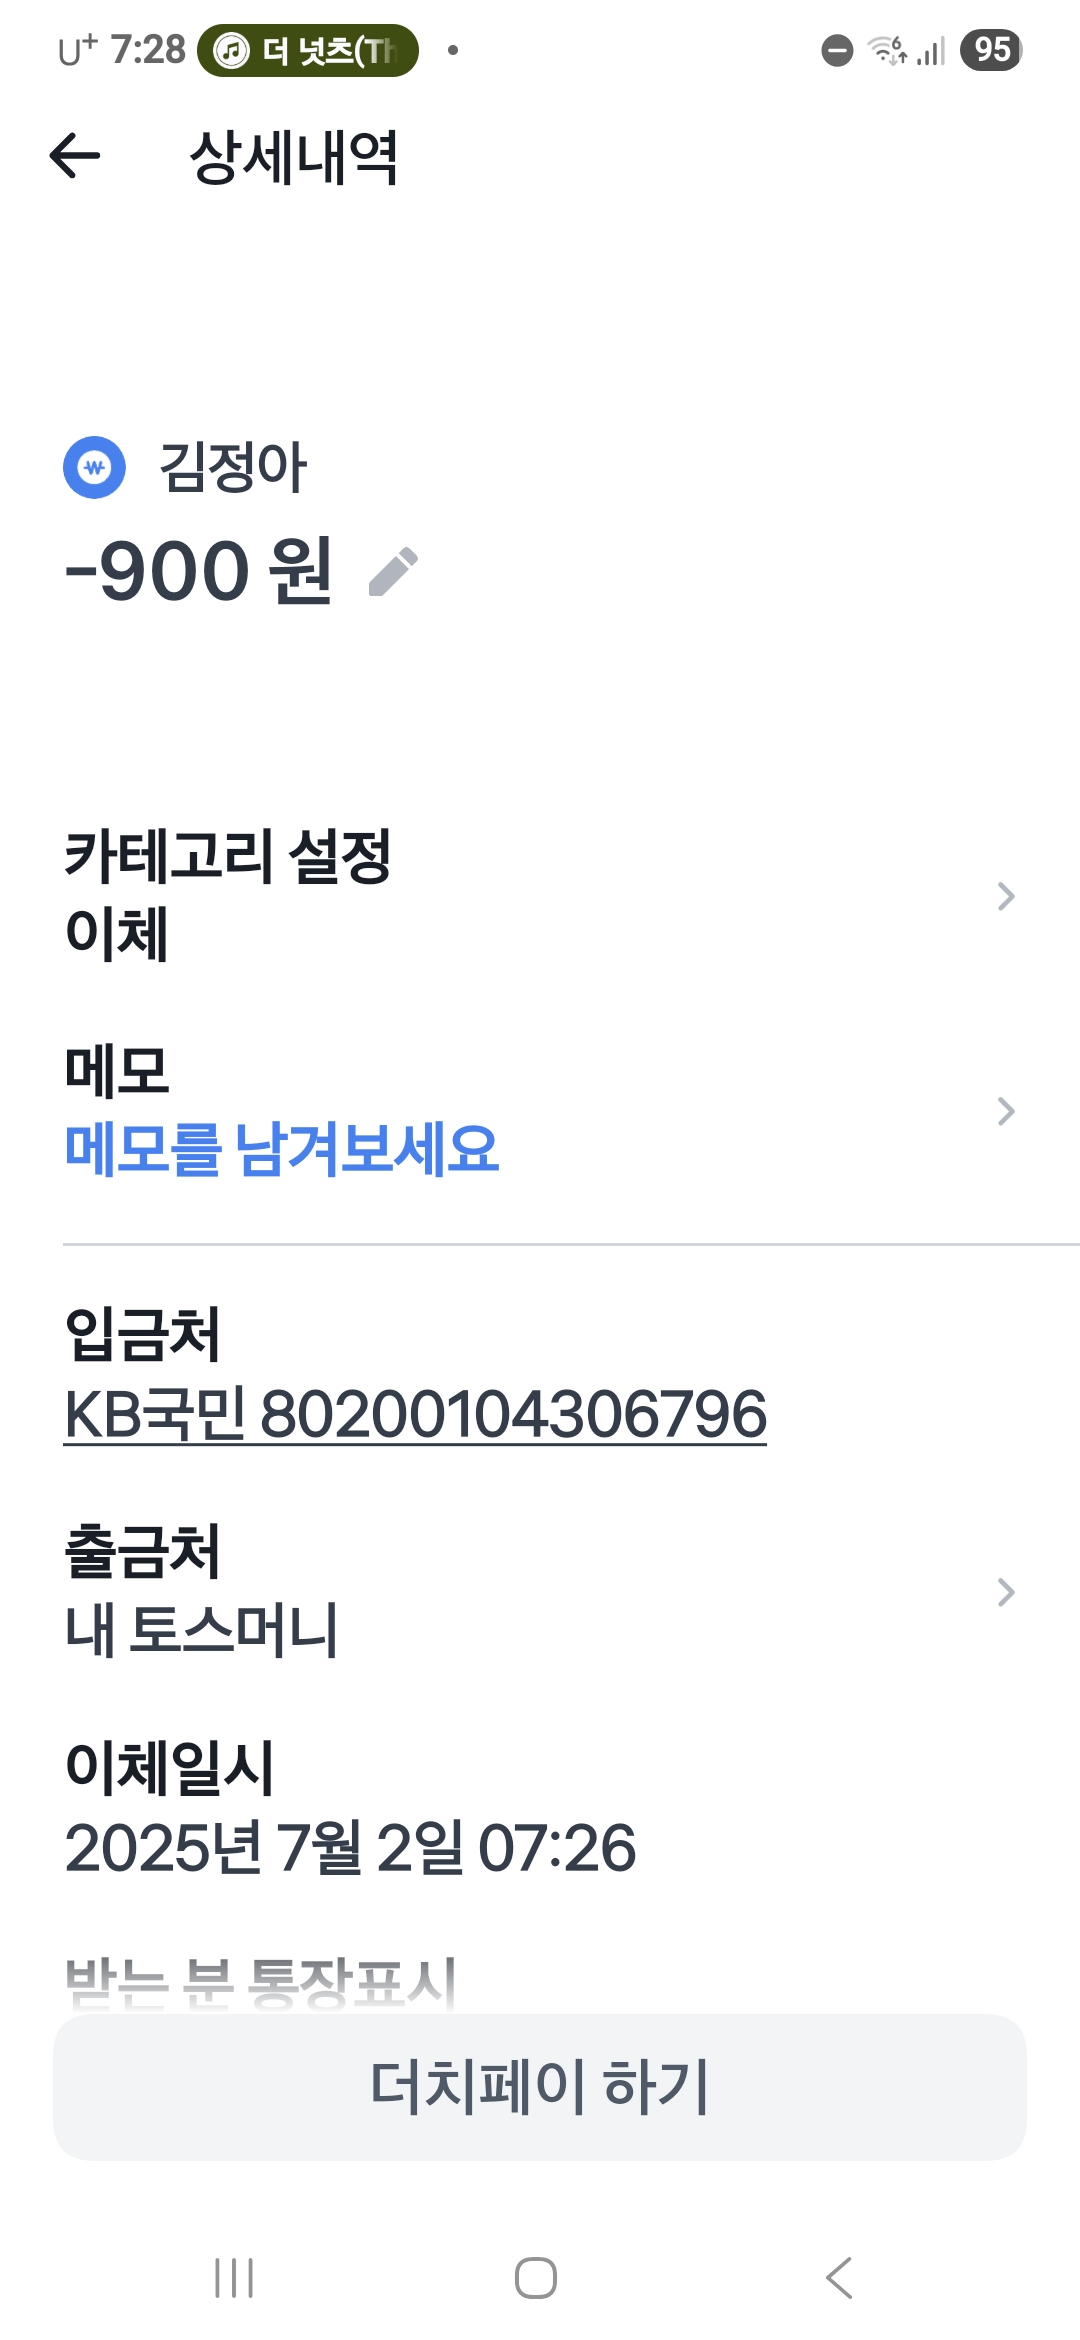 U+ 7:28 더 넛츠(Th 6 95
상세내역
김정아
-900 원
카테고리 설정
이체
메모
메모를 남겨보세요
입금처
KB국민 80200104306796
출금처
내 토스머니
이체일시
2025년 7월 2일 07:26
받는 분 통장표시
더치페이 하기